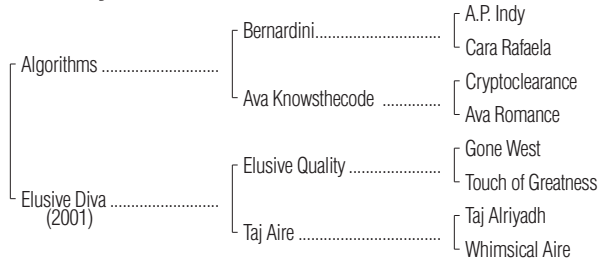 A.P. Indy
Bernardini
Cara Rafaela
Algorithms
Cryptoclearance
Ava Knowsthecode
Ava Romance
Gone West
Elusive Quality
Touch of Greatness
Elusive Diva
(2001)
Taj Alriyadh
Taj Aire
Whimsical Aire